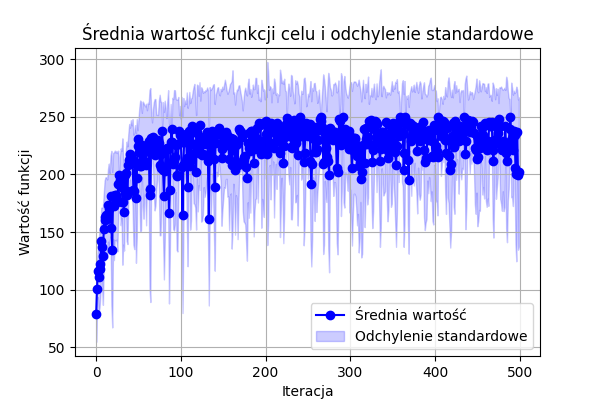 Średnia wartość funkcji celu i odchylenie standardowe
300
250
200
150
100
50
Wartość funkcji
0
100
200
300
400
500
Iteracja
Średnia wartość
Odchylenie standardowe